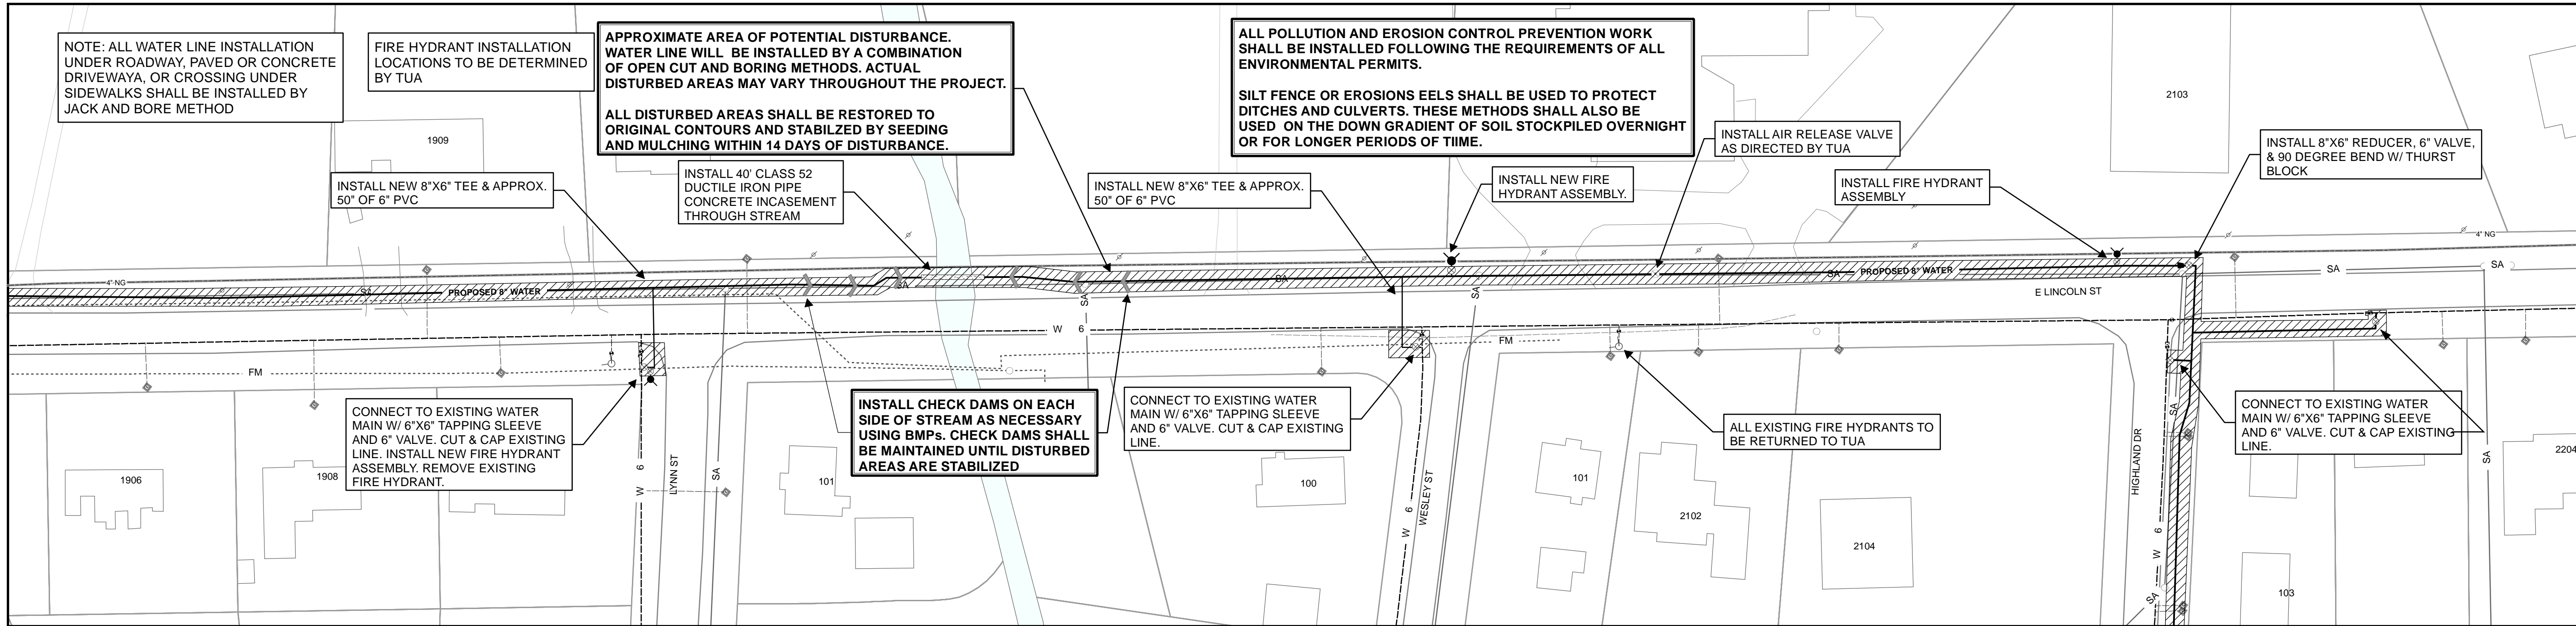 NOTE: ALL WATER LINE INSTALLATION
UNDER ROADWAY, PAVED OR CONCRETE
DRIVEWAYA, OR CROSSING UNDER
SIDEWALKS SHALL BE INSTALLED BY
JACK AND BORE METHOD
FIRE HYDRANT INSTALLATION
LOCATIONS TO BE DETERMINED
BY TUA
APPROXIMATE AREA OF POTENTIAL DISTURBANCE.
WATER LINE WILL BE INSTALLED BY A COMBINATION
OF OPEN CUT AND BORING METHODS. ACTUAL
DISTURBED AREAS MAY VARY THROUGHOUT THE PROJECT.
ALL DISTURBED AREAS SHALL BE RESTORED TO
ORIGINAL CONTOURS AND STABILZED BY SEEDING
AND MULCHING WITHIN 14 DAYS OF DISTURBANCE.
ALL POLLUTION AND EROSION CONTROL PREVENTION WORK
SHALL BE INSTALLED FOLLOWING THE REQUIREMENTS OF ALL
ENVIRONMENTAL PERMITS.
SILT FENCE OR EROSIONS EELS SHALL BE USED TO PROTECT
DITCHES AND CULVERTS. THESE METHODS SHALL ALSO BE
USED ON THE DOWN GRADIENT OF SOIL STOCKPILED OVERNIGHT
OR FOR LONGER PERIODS OF TIIME.
2103
1909
INSTALL AIR RELEASE VALVE
AS DIRECTED BY TUA
INSTALL 8"X6" REDUCER, 6" VALVE,
& 90 DEGREE BEND W/ THURST
BLOCK
INSTALL NEW 8"X6" TEE & APPROX.
50" OF 6" PVC
INSTALL 40' CLASS 52
DUCTILE IRON PIPE
CONCRETE INCASEMENT
THROUGH STREAM
INSTALL NEW 8"X6" TEE & APPROX.
50" OF 6" PVC
INSTALL NEW FIRE
HYDRANT ASSEMBLY.
INSTALL FIRE HYDRANT
ASSEMBLY
4" NG
4" NG
SA
SA
SA
SA
SA
SA
PROPOSED 8" WATER
PROPOSED 8" WATER
E LINCOLN ST
SA
SA
W 6
FM
FM
CONNECT TO EXISTING WATER
MAIN W/ 6"X6" TAPPING SLEEVE
AND 6" VALVE. CUT & CAP EXISTING
LINE. INSTALL NEW FIRE HYDRANT
ASSEMBLY. REMOVE EXISTING
FIRE HYDRANT.
INSTALL CHECK DAMS ON EACH
SIDE OF STREAM AS NECESSARY
USING BMPs. CHECK DAMS SHALL
BE MAINTAINED UNTIL DISTURBED
AREAS ARE STABILIZED
CONNECT TO EXISTING WATER
MAIN W/ 6"X6" TAPPING SLEEVE
AND 6" VALVE. CUT & CAP EXISTING
LINE.
ALL EXISTING FIRE HYDRANTS TO
BE RETURNED TO TUA
CONNECT TO EXISTING WATER
MAIN W/ 6"X6" TAPPING SLEEVE
AND 6" VALVE. CUT & CAP EXISTING
LINE.
1906
1908
W 6
LYNN ST
SA
101
100
W 6
WESLEY ST
101
2102
2104
HIGHLAND DR
SA
W 6
SA
SA
2204
103